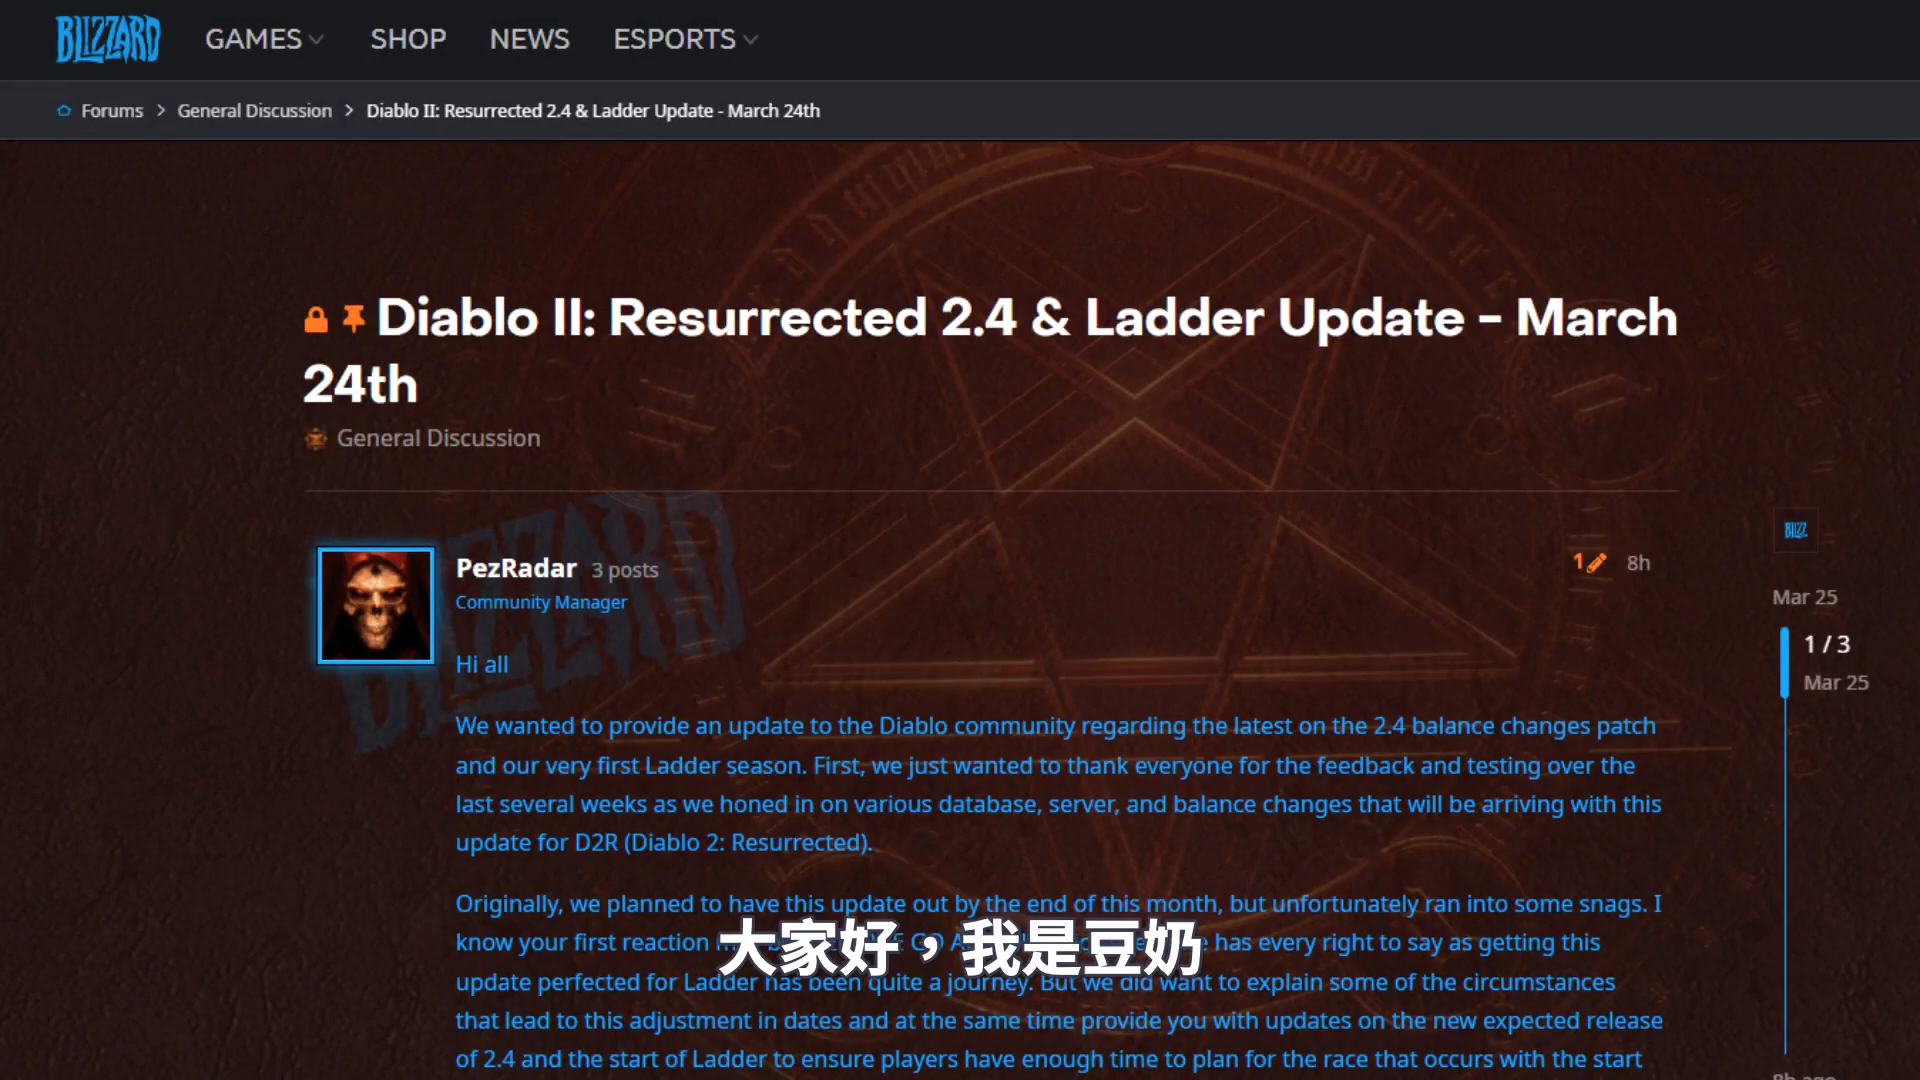 BLIZZARD GAMES SHOP NEWS ESPORTS
Forums > General Discussion > Diablo II: Resurrected 2.4 & Ladder Update - March 24th
Diablo II: Resurrected 2.4 & Ladder Update - March
24th
General Discussion
BLIZZARD
PezRadar 3 posts
1 8h
Community Manager
BLIZZ
Mar 25
1 / 3
Mar 25
Hi all
We wanted to provide an update to the Diablo community regarding the latest on the 2.4 balance changes patch
and our very first Ladder season. First, we just wanted to thank everyone for the feedback and testing over the
last several weeks as we honed in on various database, server, and balance changes that will be arriving with this
update for D2R (Diablo 2: Resurrected).
Originally, we planned to have this update out by the end of this month, but unfortunately ran into some snags. I
know your first reaction has every right to say as getting this
大家好，我是豆奶
update perfected for Ladder has been quite a journey. But we did want to explain some of the circumstances
that lead to this adjustment in dates and at the same time provide you with updates on the new expected release
of 2.4 and the start of Ladder to ensure players have enough time to plan for the race that occurs with the start
8h ago